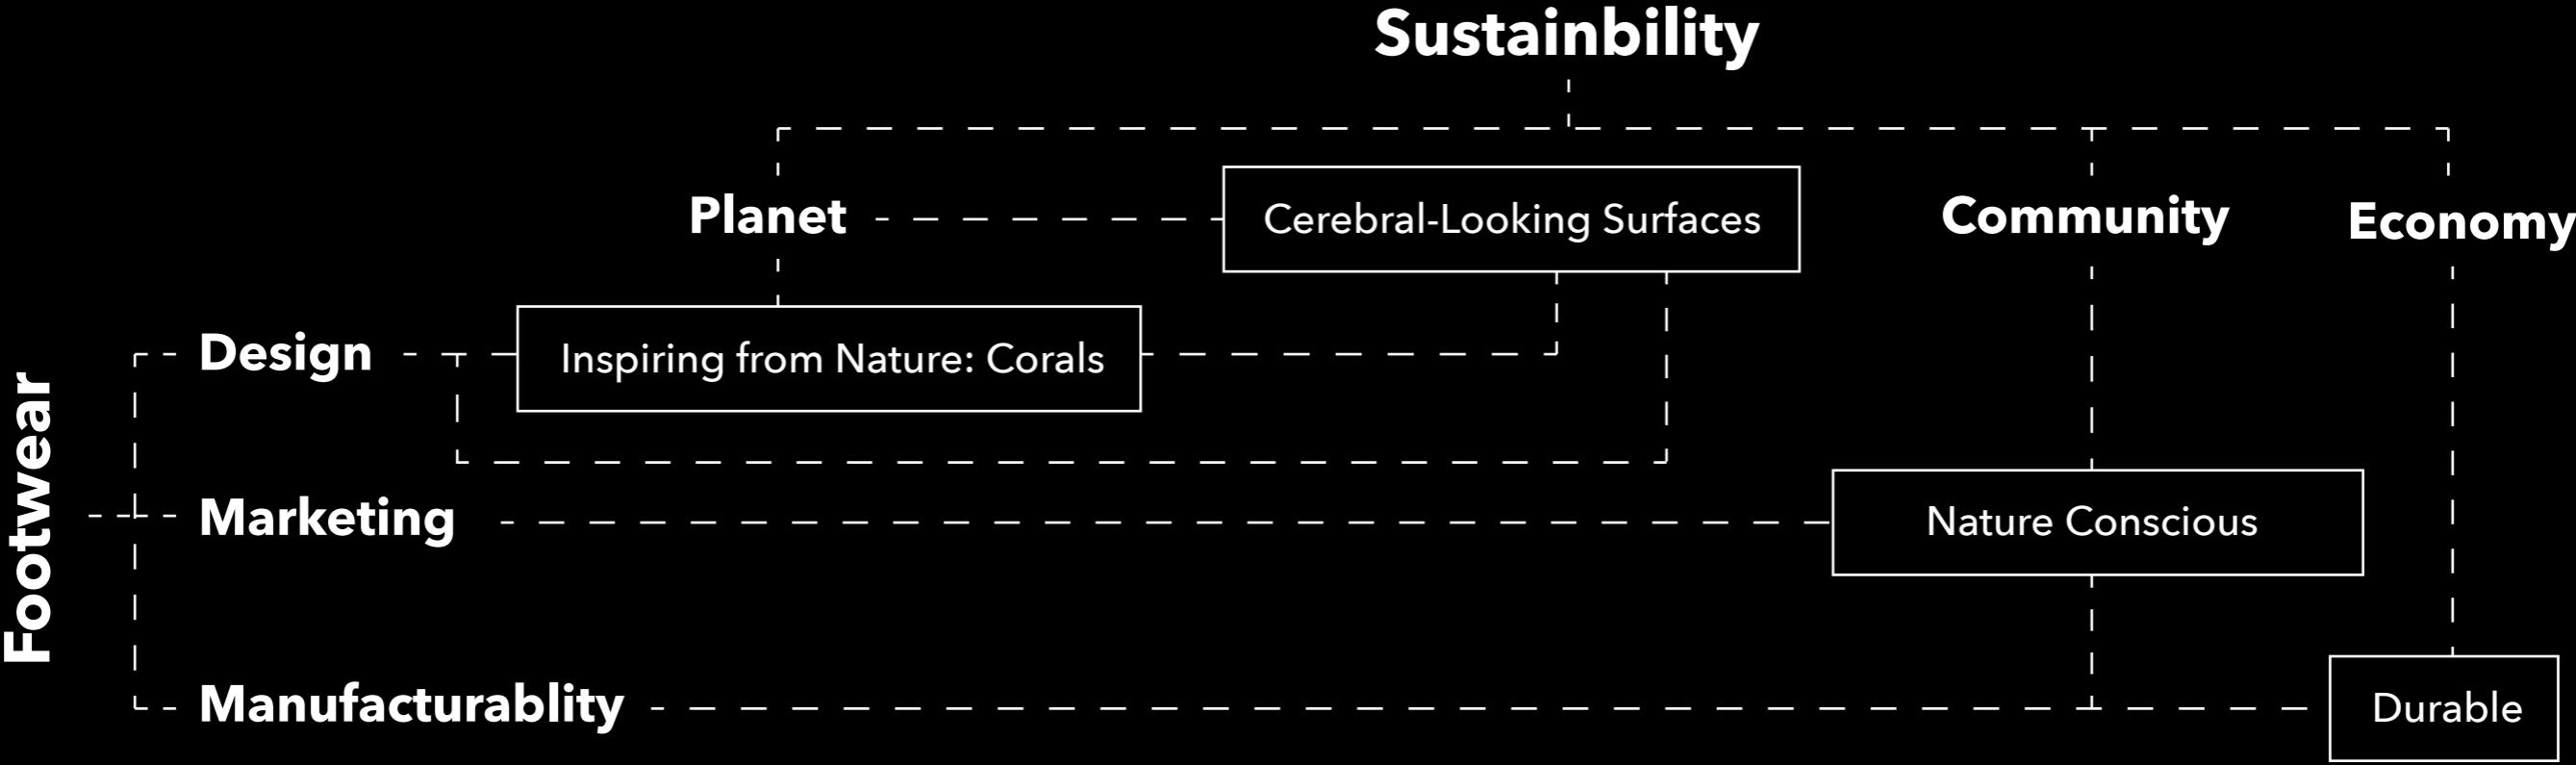 Sustainbility
Planet
Cerebral-Looking Surfaces
Community
Economy
Footwear
Design
Inspiring from Nature: Corals
Marketing
Nature Conscious
Manufacturablity
Durable